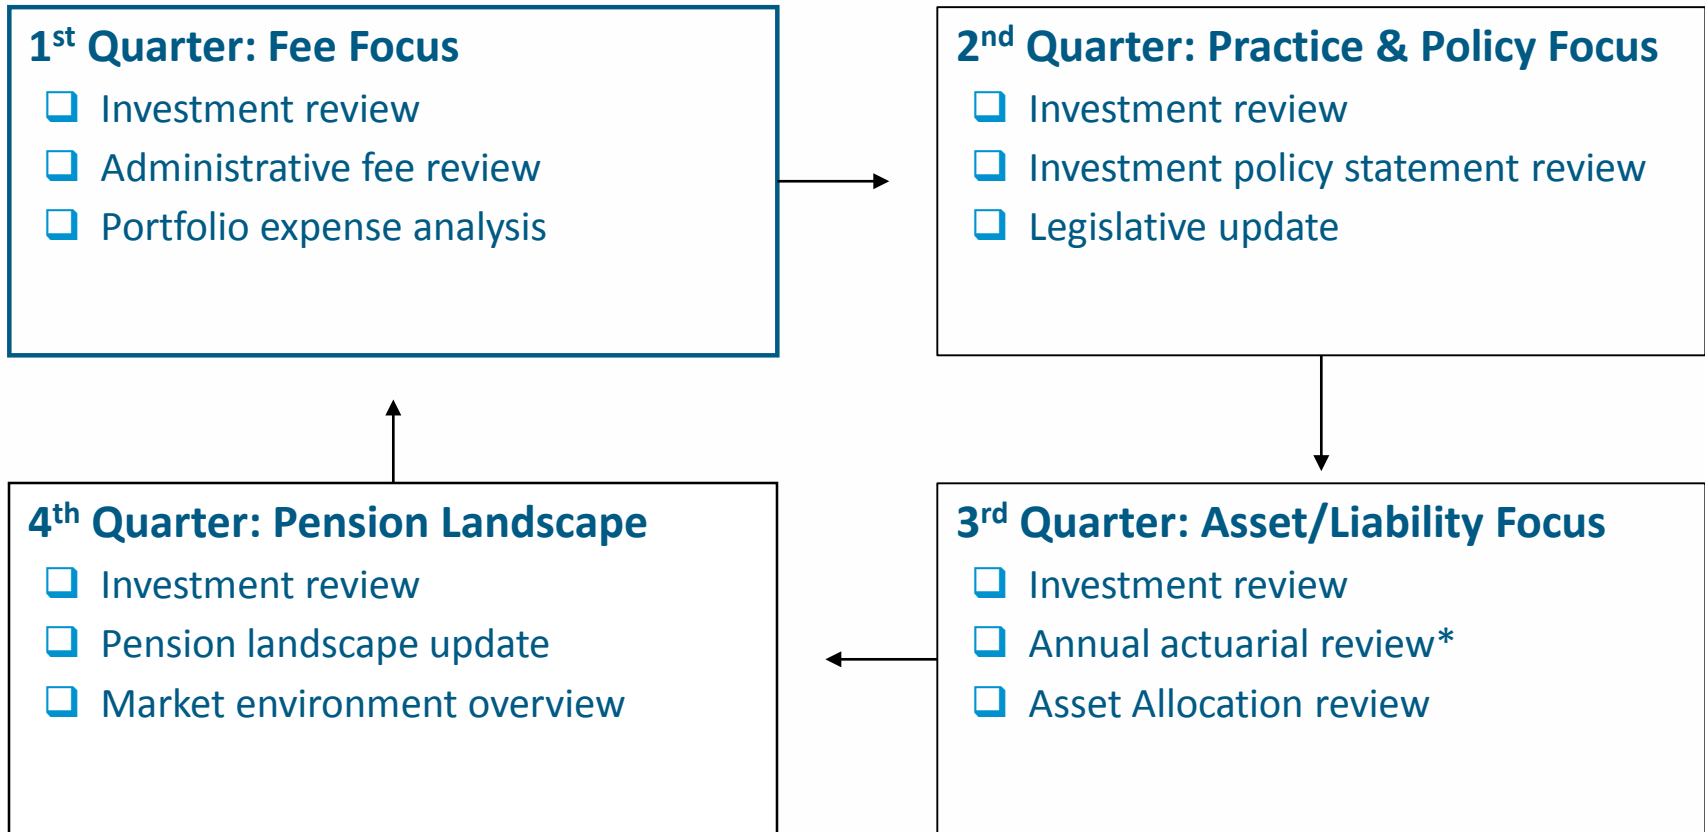 1st Quarter: Fee Focus
Investment review
Administrative fee review
Portfolio expense analysis
2nd Quarter: Practice & Policy Focus
Investment review
Investment policy statement review
Legislative update
3rd Quarter: Asset/Liability Focus
Investment review
Annual actuarial review*
Asset Allocation review
4th Quarter: Pension Landscape
Investment review
Pension landscape update
Market environment overview